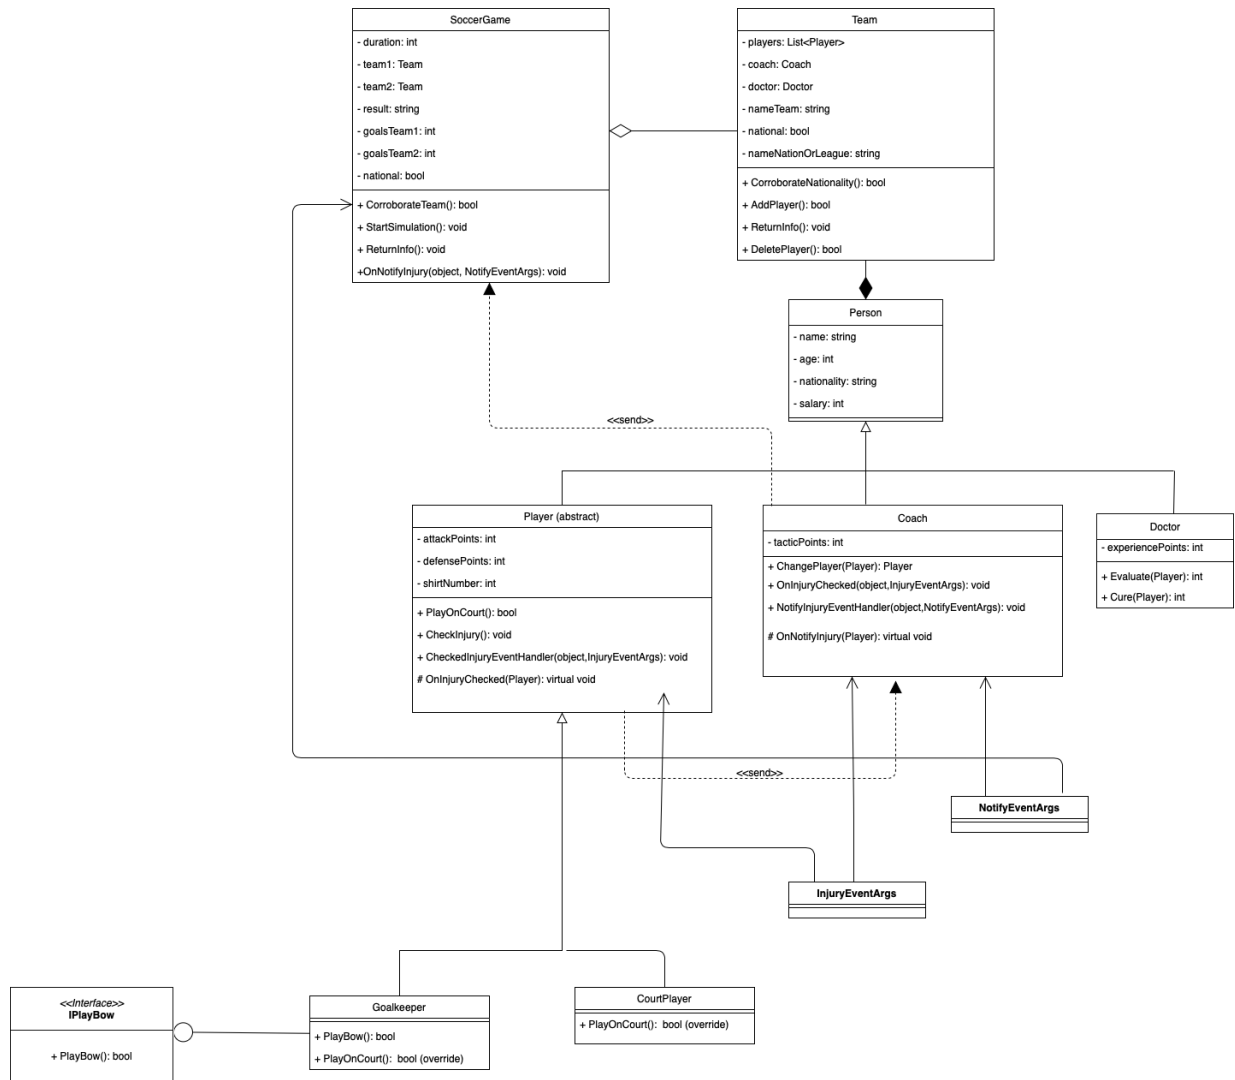 SoccerGame
- duration: int
- team1: Team
- team2: Team
- result: string
- goalsTeam1: int
- goalsTeam2: int
- national: bool
+ CorroborateTeam(): bool
+ StartSimulation(): void
+ ReturnInfo(): void
+OnNotifyInjury(object, NotifyEventArgs): void
Team
- players: List<Player>
- coach: Coach
- doctor: Doctor
- nameTeam: string
- national: bool
- nameNationOrLeague: string
+ CorroborateNationality(): bool
+ AddPlayer(): bool
+ ReturnInfo(): void
+ DeletePlayer(): bool
Person
- name: string
- age: int
- nationality: string
- salary: int
<<send>>
Player (abstract)
- attackPoints: int
- defensePoints: int
- shirtNumber: int
+ PlayOnCourt(): bool
+ CheckInjury(): void
+ CheckedInjuryEventHandler(object,InjuryEventArgs): void
# OnInjuryChecked(Player): virtual void
Coach
- tacticPoints: int
+ ChangePlayer(Player): Player
+ OnInjuryChecked(object,InjuryEventArgs): void
+ NotifyInjuryEventHandler(object,NotifyEventArgs): void
# OnNotifyInjury(Player): virtual void
Doctor
- experiencePoints: int
+ Evaluate(Player): int
+ Cure(Player): int
<<send>>
NotifyEventArgs
InjuryEventArgs
<<Interface>>
IPlayBow
+ PlayBow(): bool
Goalkeeper
+ PlayBow(): bool
+ PlayOnCourt():  bool (override)
CourtPlayer
+ PlayOnCourt():  bool (override)